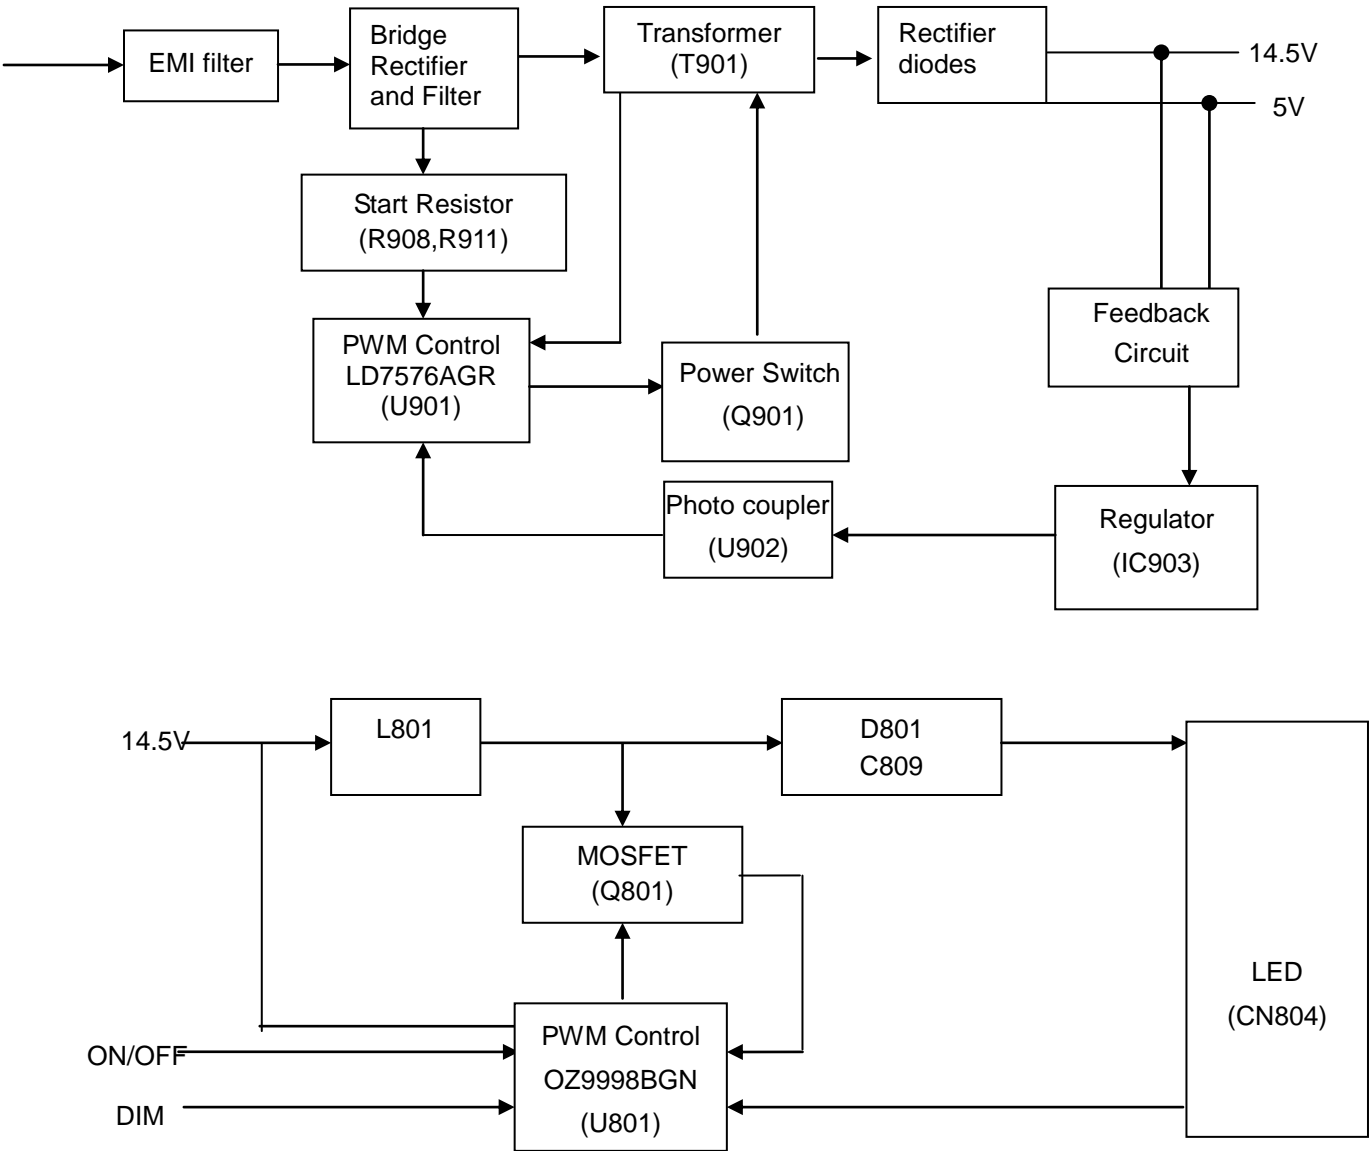 EMI filter
Bridge
Rectifier
and Filter
Transformer
(T901)
Rectifier
diodes
14.5V
5V
Start Resistor
(R908,R911)
PWM Control
LD7576AGR
(U901)
Power Switch
(Q901)
Feedback
Circuit
Photo coupler
(U902)
Regulator
(IC903)
14.5V
L801
D801
C809
MOSFET
(Q801)
LED
(CN804)
ON/OFF
DIM
PWM Control
OZ9998BGN
(U801)